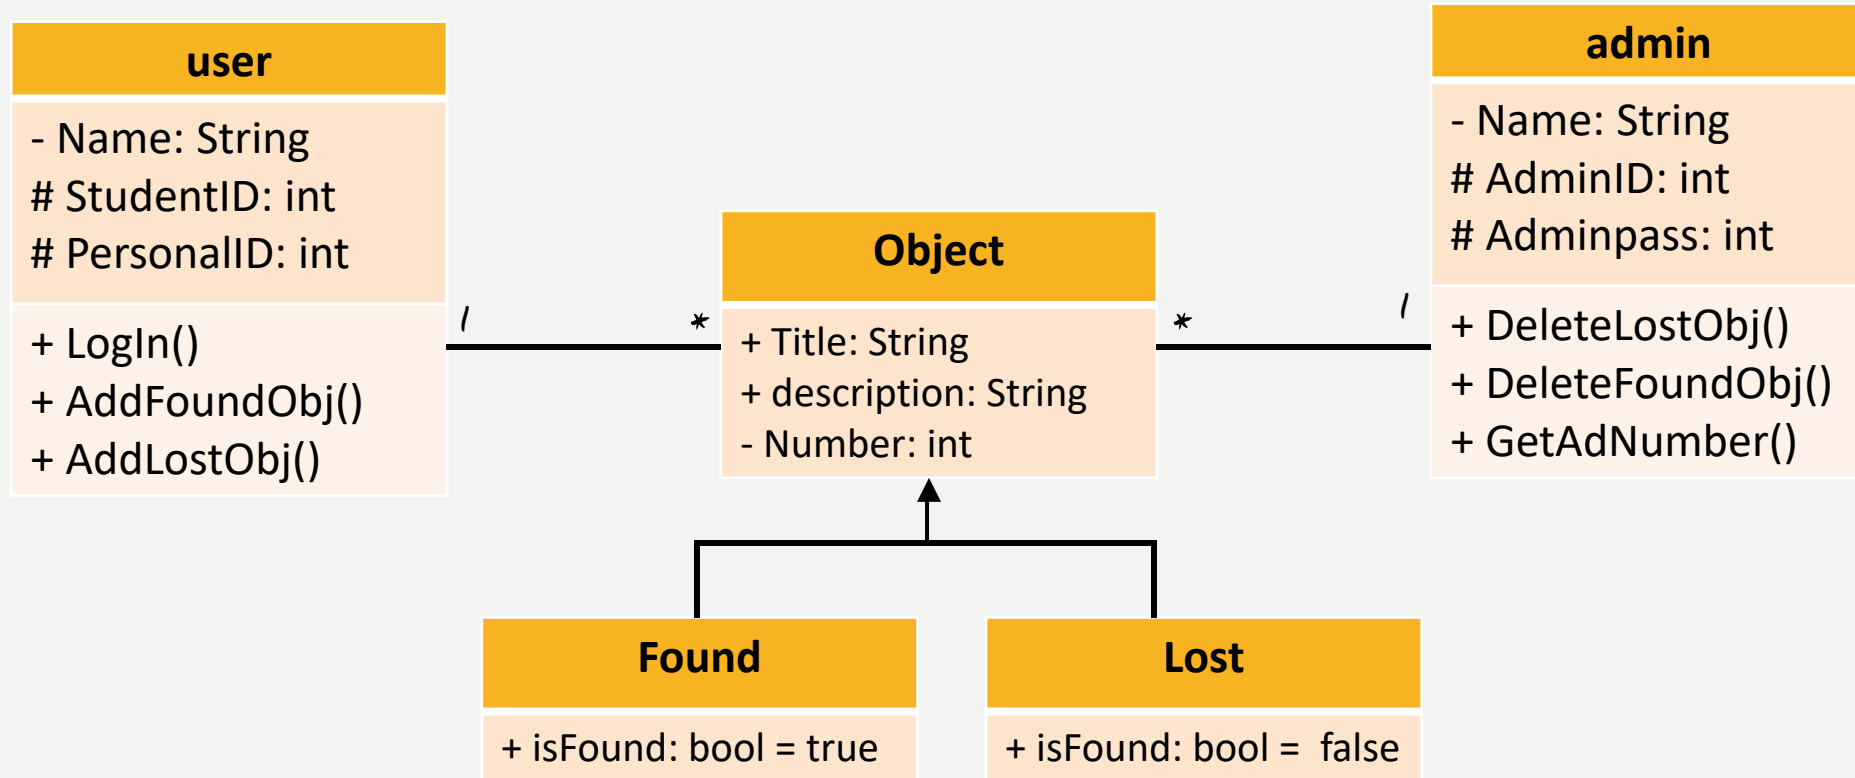 user
- Name: String
# StudentID: int
# PersonalID: int
+ LogIn()
+ AddFoundObj()
+ AddLostObj()
1
*
Object
+ Title: String
+ description: String
- Number: int
*
1
admin
- Name: String
# AdminID: int
# Adminpass: int
+ DeleteLostObj()
+ DeleteFoundObj()
+ GetAdNumber()
Found
+ isFound: bool = true
Lost
+ isFound: bool =  false